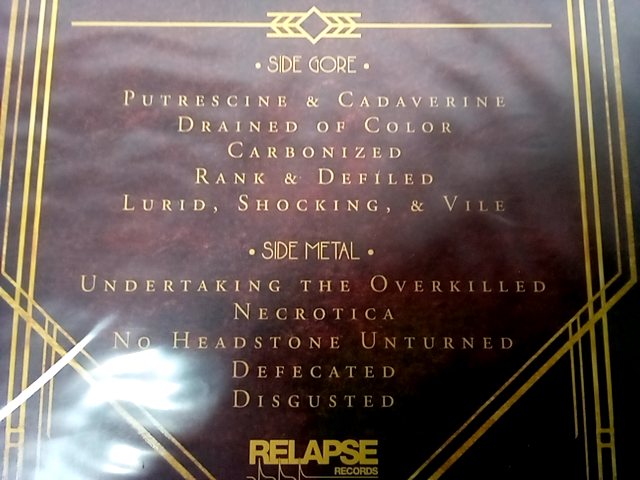 • SIDE GORE •
PUTRESCINE & CADAVERINE
DRAINED OF COLOR
CARBONIZED
RANK & DEFILED
LURID, SHOCKING, & VILE
• SIDE METAL •
UNDERTAKING THE OVERKILLED
NECROTICA
NO HEADSTONE UNTURNED
DEFECATED
DISGUSTED
RELAPSE
RECORDS